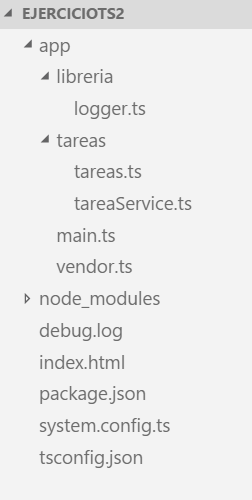 EJERCICIOTS2
app
libreria
logger.ts
tareas
tareas.ts
tareaService.ts
main.ts
vendor.ts
node_modules
debug.log
index.html
package.json
system.config.ts
tsconfig.json